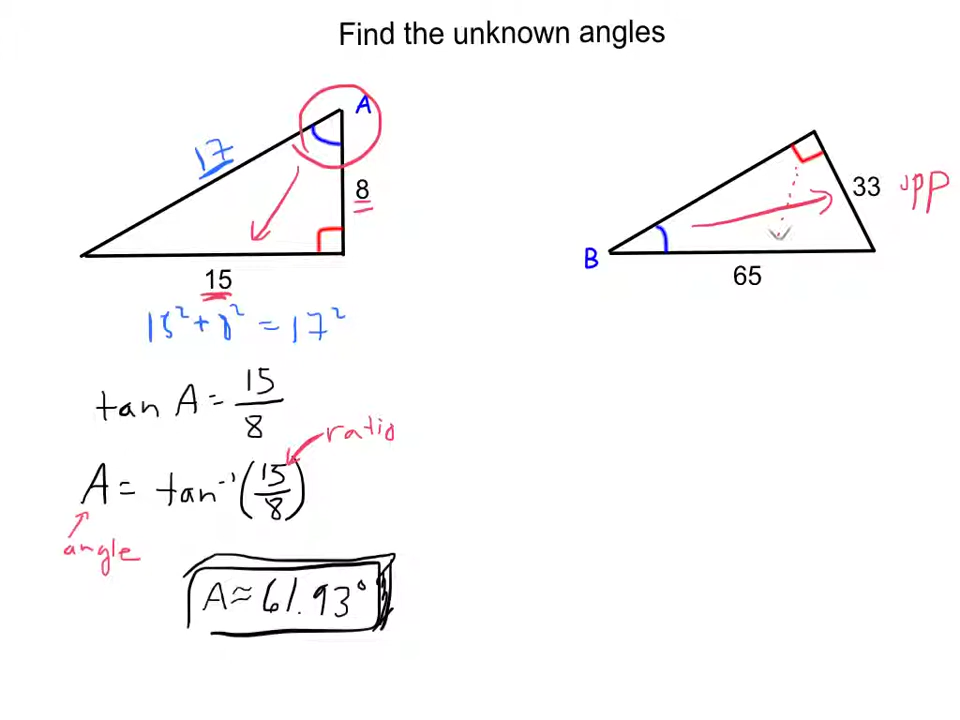 Find the unknown angles
A
17
8
15
15² + 8² = 17²
tan A = 15/8
ratio
A = tan⁻¹(15/8)
angle
A ≈ 61.93°
33 opp
B
65